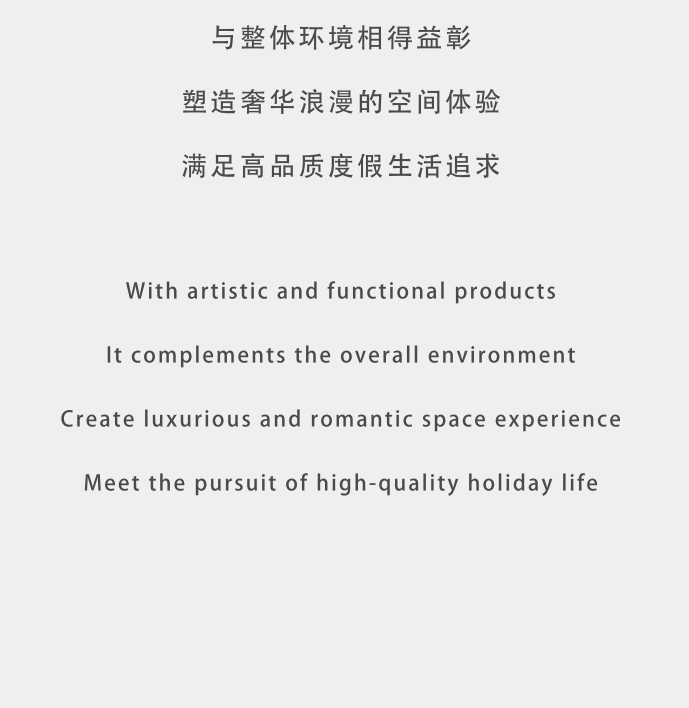 与整体环境相得益彰
塑造奢华浪漫的空间体验
满足高品质度假生活追求
With artistic and functional products
It complements the overall environment
Create luxurious and romantic space experience
Meet the pursuit of high-quality holiday life